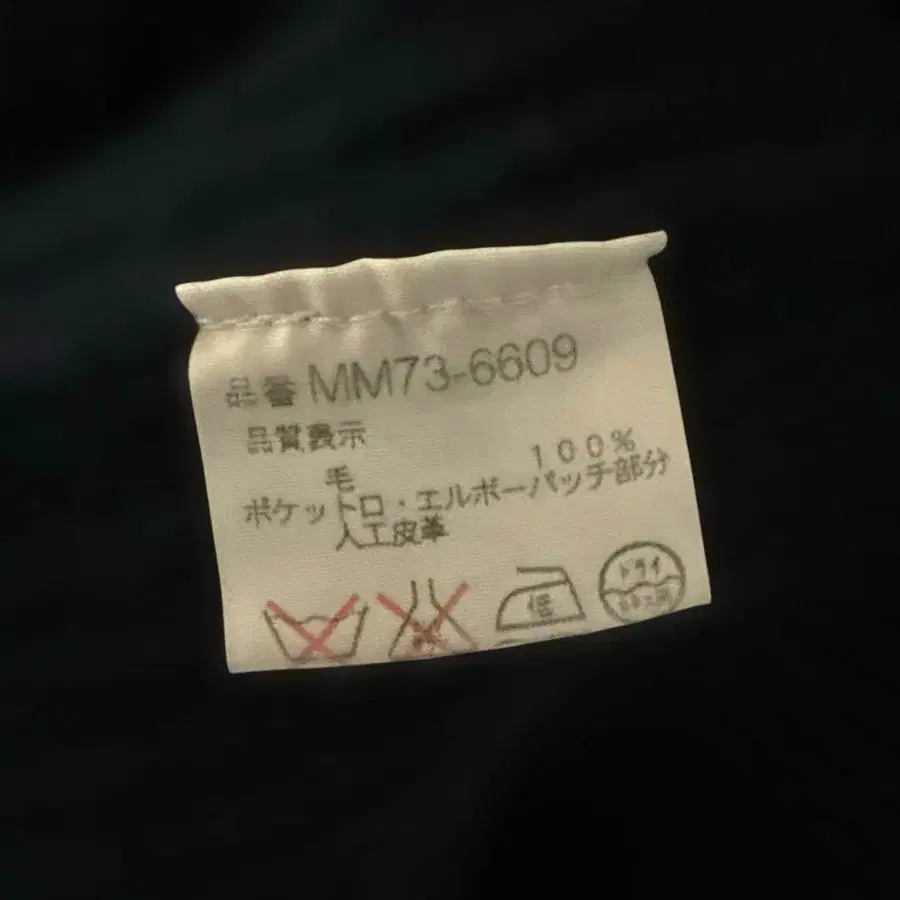 品番 MM73-6609
品質表示
毛 100%
ポケット口・エルボーパッチ部分
人工皮革
低
ドライ